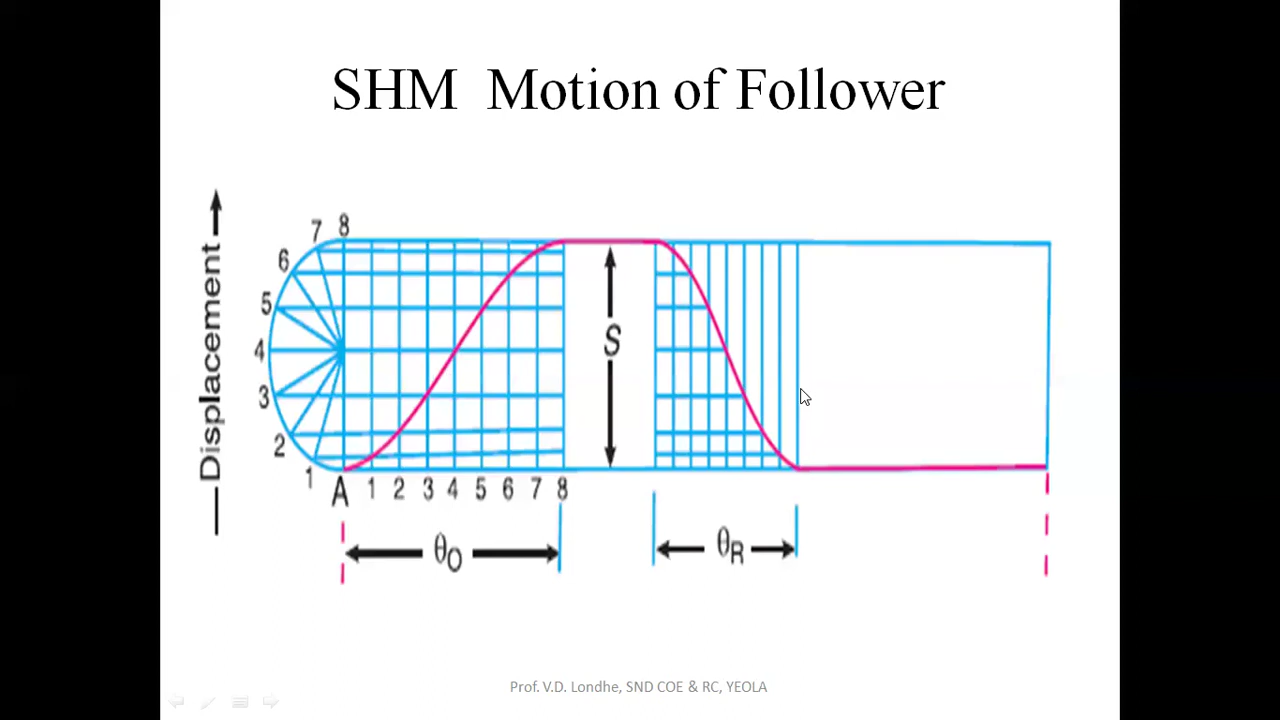 SHM Motion of Follower
Displacement
7 8
6
5
4
3
2
1
S
A 1 2 3 4 5 6 7 8
θO
θR
Prof. V.D. Londhe, SND COE & RC, YEOLA